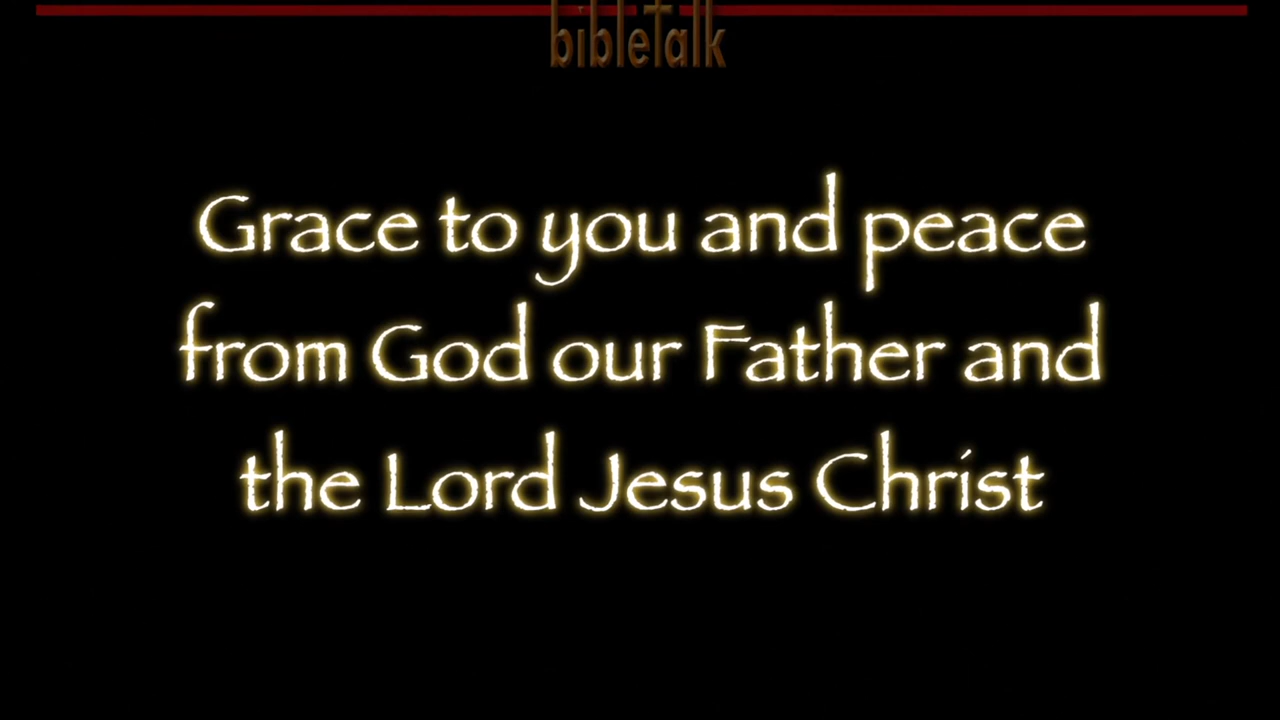 bibleTalk
Grace to you and peace
from God our Father and
the Lord Jesus Christ